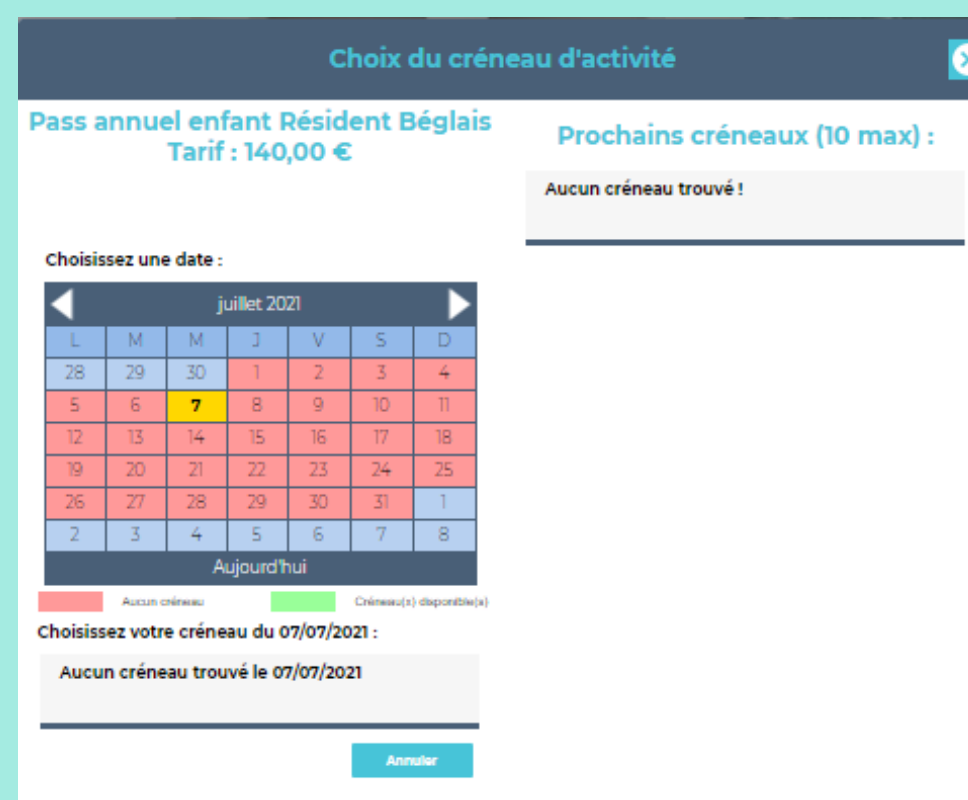 Choix du créneau d'activité
Pass annuel enfant Résident Béglais
Tarif : 140,00 €
Choisissez une date :
juillet 2021
L M M J V S D
28 29 30 1 2 3 4
5 6 7 8 9 10 11
12 13 14 15 16 17 18
19 20 21 22 23 24 25
26 27 28 29 30 31 1
2 3 4 5 6 7 8
Aujourd'hui
Aucun créneau Créneau(x) disponible(s)
Choisissez votre créneau du 07/07/2021 :
Aucun créneau trouvé le 07/07/2021
Annuler
Prochains créneaux (10 max) :
Aucun créneau trouvé !